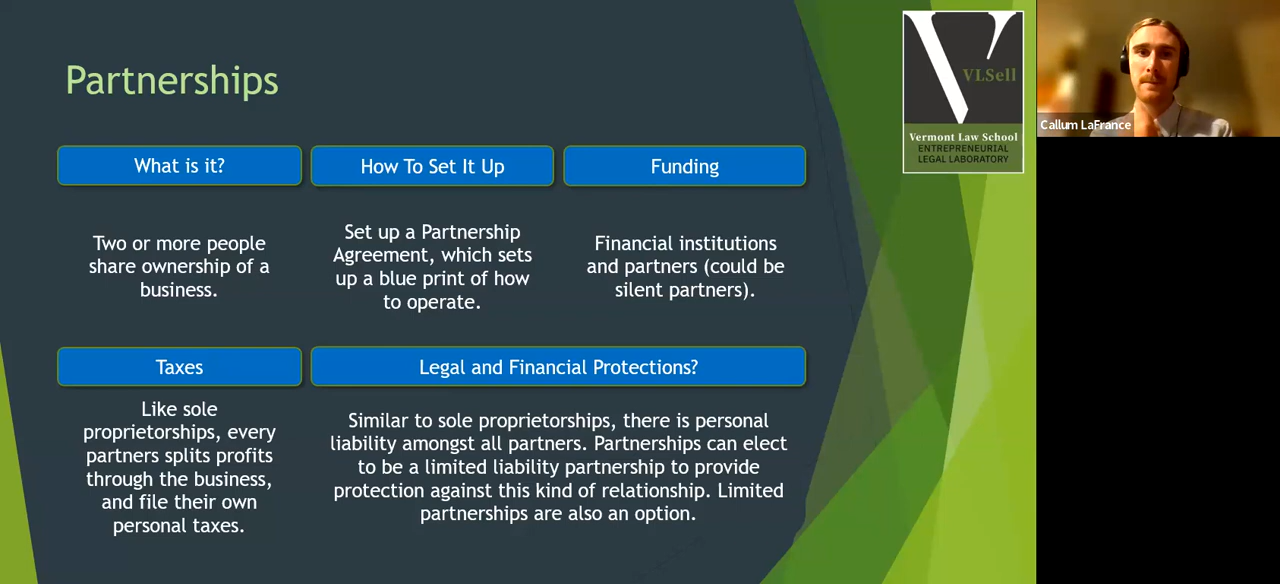 Partnerships
What is it?
Two or more people
share ownership of a
business.
How To Set It Up
Set up a Partnership
Agreement, which sets
up a blue print of how
to operate.
Funding
Financial institutions
and partners (could be
silent partners).
Taxes
Like sole
proprietorships, every
partners splits profits
through the business,
and file their own
personal taxes.
Legal and Financial Protections?
Similar to sole proprietorships, there is personal
liability amongst all partners. Partnerships can elect
to be a limited liability partnership to provide
protection against this kind of relationship. Limited
partnerships are also an option.
VLSell
Vermont Law School
ENTREPRENEURIAL
LEGAL LABORATORY
Callum LaFrance